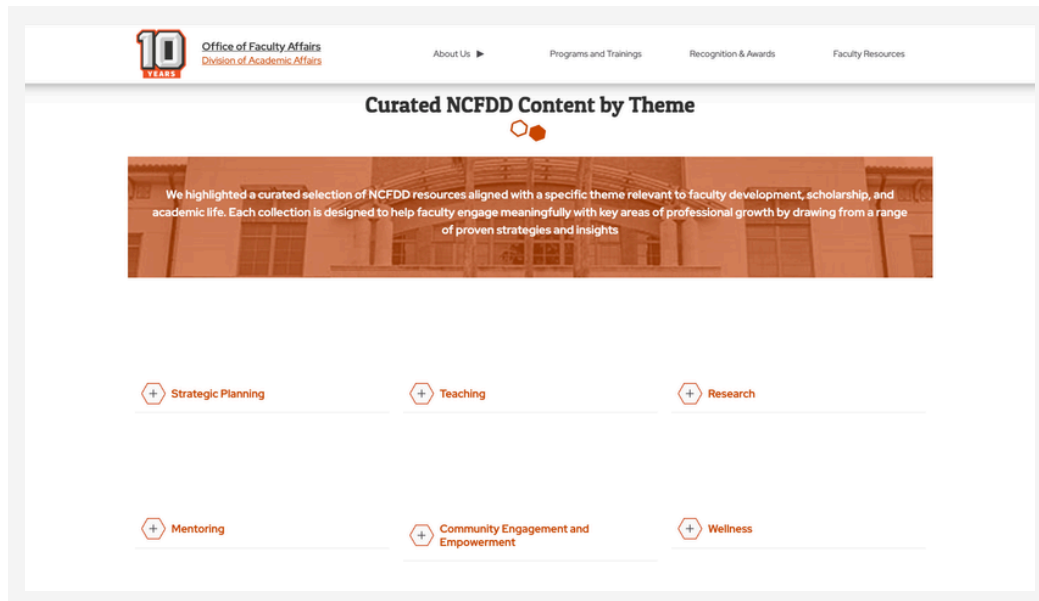 10
YEARS
Office of Faculty Affairs
Division of Academic Affairs
About Us ▶
Programs and Trainings
Recognition & Awards
Faculty Resources
Curated NCFDD Content by Theme
We highlighted a curated selection of NCFDD resources aligned with a specific theme relevant to faculty development, scholarship, and
academic life. Each collection is designed to help faculty engage meaningfully with key areas of professional growth by drawing from a range
of proven strategies and insights
Strategic Planning
Teaching
Research
Mentoring
Community Engagement and
Empowerment
Wellness